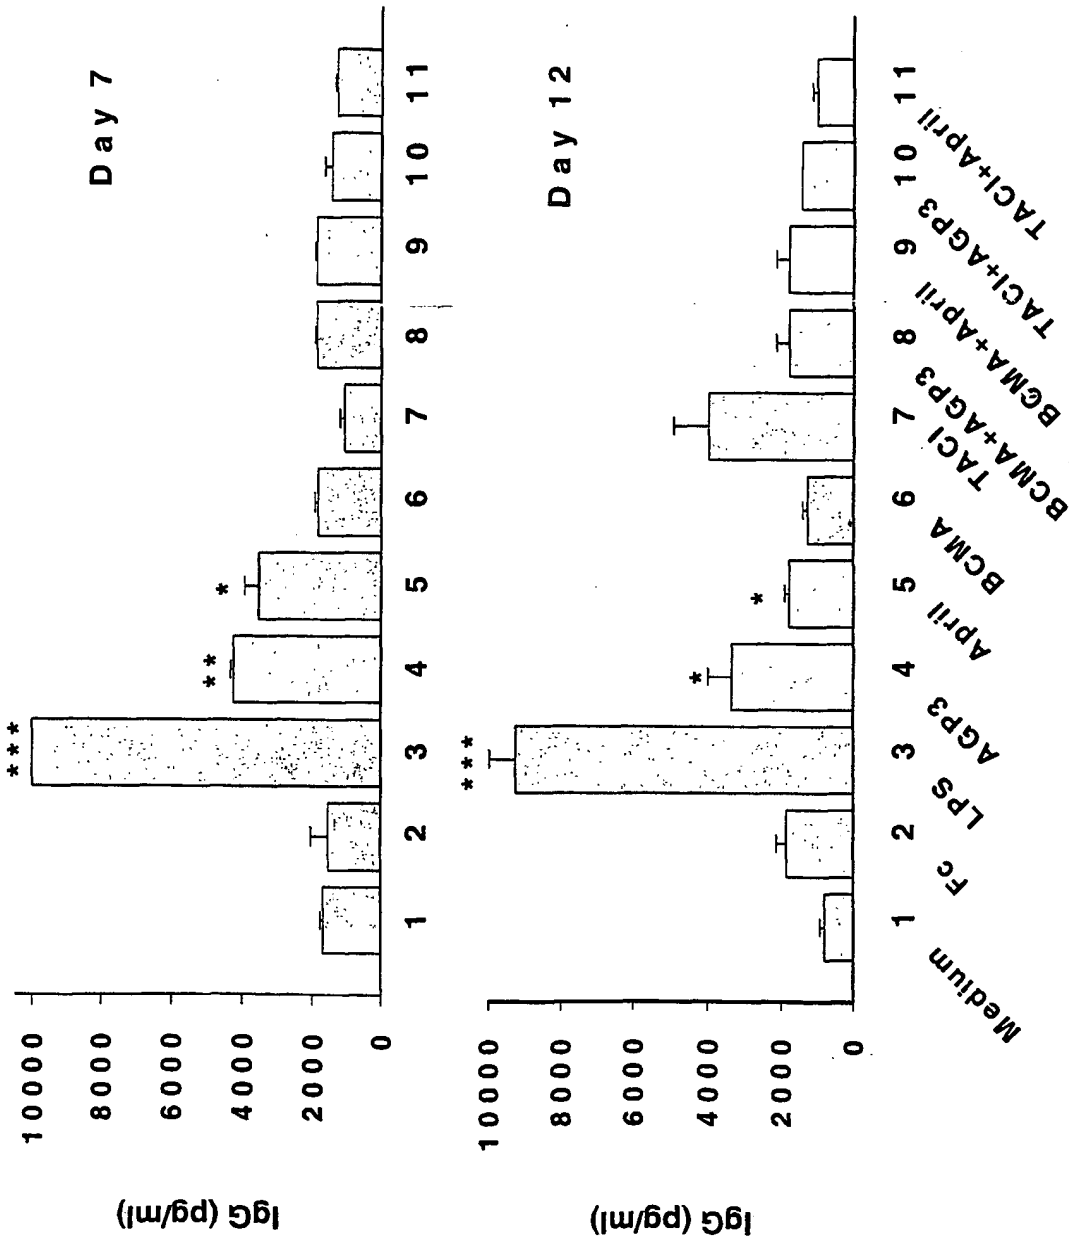 Day 7
IgG (pg/ml)
10000
8000
6000
4000
2000
0
***
**
*
1 2 3 4 5 6 7 8 9 10 11
Day 12
IgG (pg/ml)
10000
8000
6000
4000
2000
0
***
*
*
1 2 3 4 5 6 7 8 9 10 11
Medium
Fc
LPS
AGP3
April
BCMA
TACI
BCMA+AGP3
BCMA+April
TACI+AGP3
TACI+April